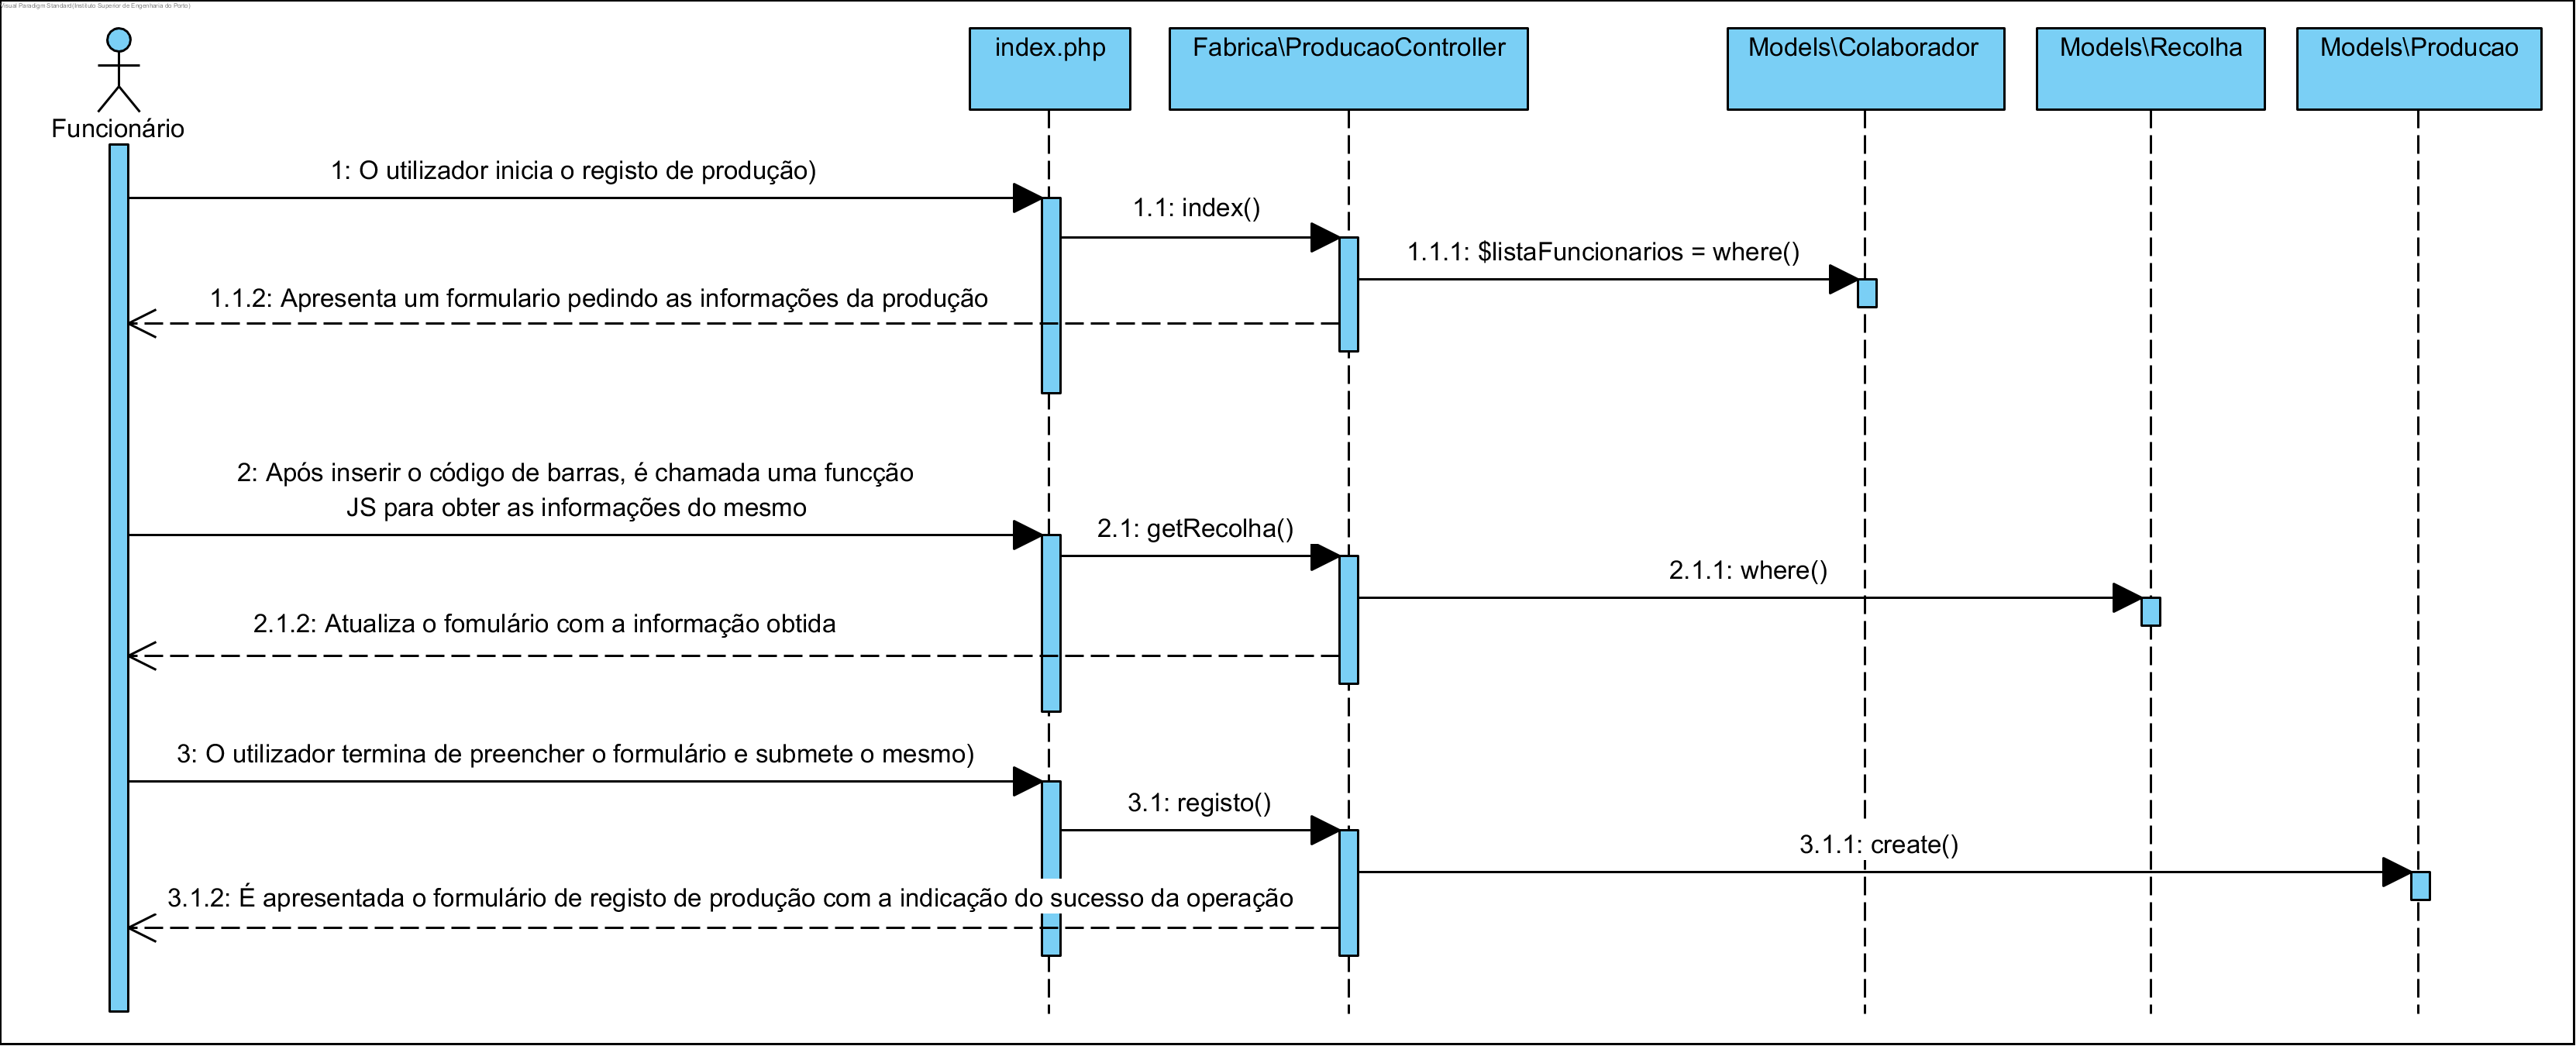 Visual Paradigm Standard(Instituto Superior de Engenharia do Porto)
index.php
Fabrica\ProducaoController
Models\Colaborador
Models\Recolha
Models\Producao
Funcionário
1: O utilizador inicia o registo de produção)
1.1: index()
1.1.1: $listaFuncionarios = where()
1.1.2: Apresenta um formulario pedindo as informações da produção
2: Após inserir o código de barras, é chamada uma funcção
JS para obter as informações do mesmo
2.1: getRecolha()
2.1.1: where()
2.1.2: Atualiza o fomulário com a informação obtida
3: O utilizador termina de preencher o formulário e submete o mesmo)
3.1: registo()
3.1.1: create()
3.1.2: É apresentada o formulário de registo de produção com a indicação do sucesso da operação